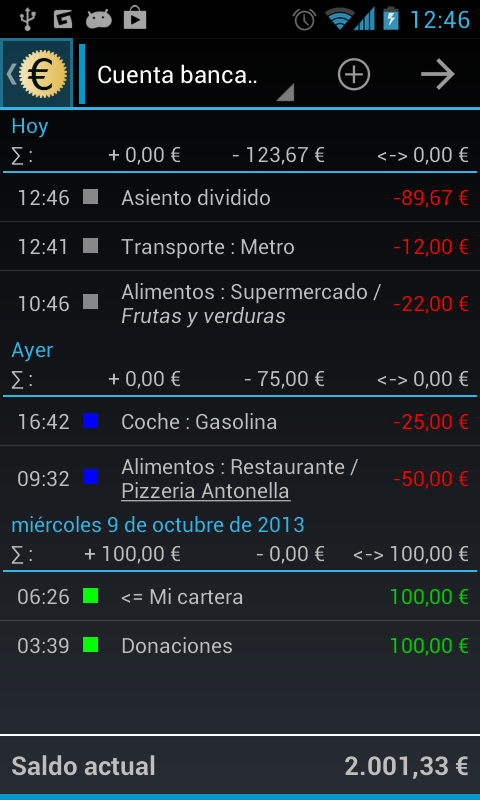 12:46
€ Cuenta banca..
Hoy
∑ : + 0,00 € - 123,67 € <-> 0,00 €
12:46 Asiento dividido -89,67 €
12:41 Transporte : Metro -12,00 €
10:46 Alimentos : Supermercado / -22,00 €
Frutas y verduras
Ayer
∑ : + 0,00 € - 75,00 € <-> 0,00 €
16:42 Coche : Gasolina -25,00 €
09:32 Alimentos : Restaurante / -50,00 €
Pizzeria Antonella
miércoles 9 de octubre de 2013
∑ : + 100,00 € - 0,00 € <-> 100,00 €
06:26 <= Mi cartera 100,00 €
03:39 Donaciones 100,00 €
Saldo actual 2.001,33 €